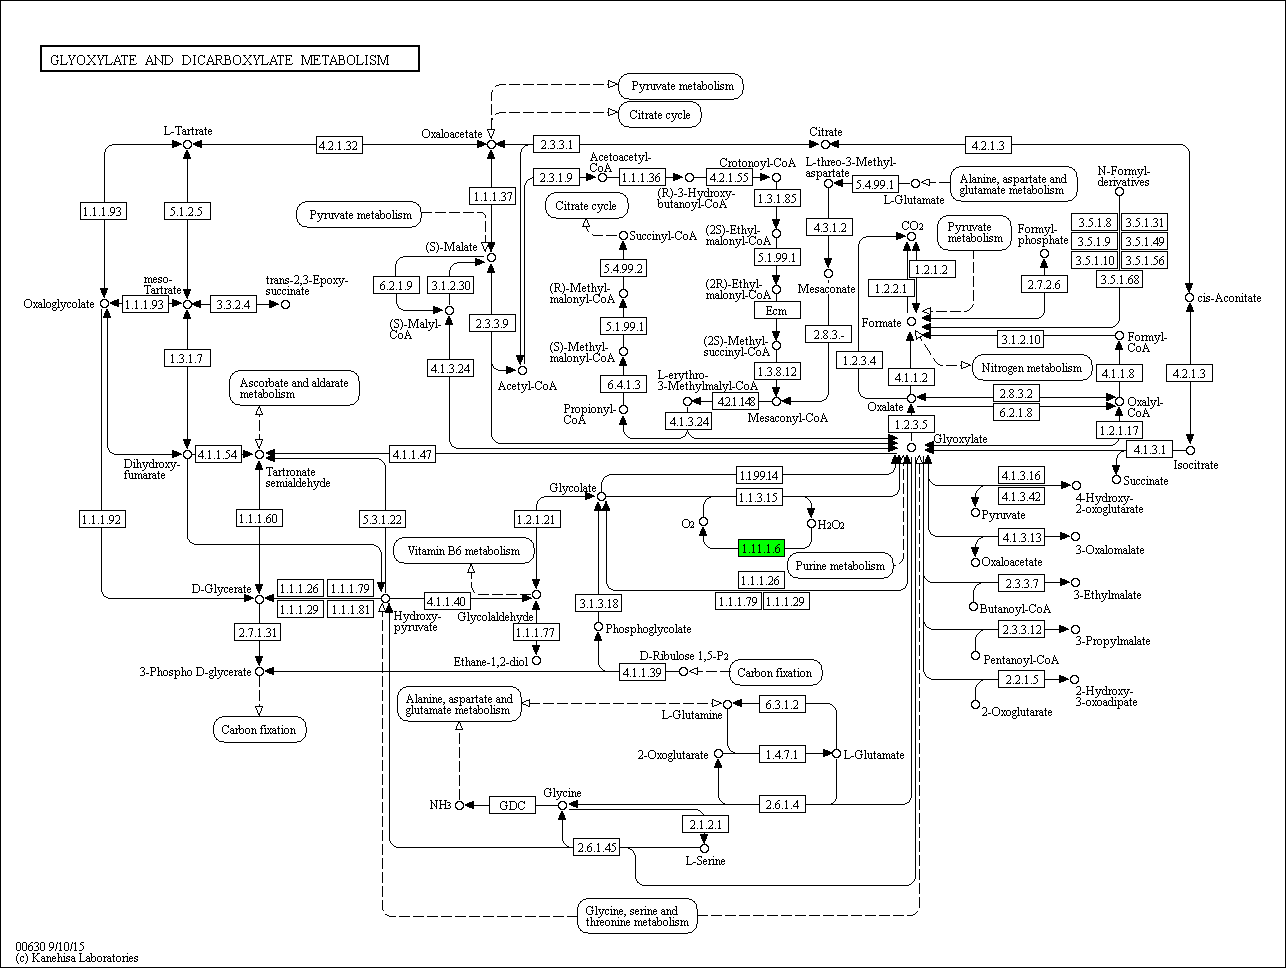 GLYOXYLATE AND DICARBOXYLATE METABOLISM
Pyruvate metabolism
Citrate cycle
L-Tartrate
Oxaloacetate
Citrate
4.2.1.32
2.3.3.1
4.2.1.3
Acetoacetyl-
CoA
Crotonoyl-CoA
L-threo-3-Methyl-
aspartate
2.3.1.9
1.1.1.36
4.2.1.55
5.4.99.1
Alanine, aspartate and
glutamate metabolism
N-Formyl-
derivatives
1.1.1.37
(R)-3-Hydroxy-
butanoyl-CoA
1.3.1.85
L-Glutamate
1.1.1.93
5.1.2.5
Pyruvate metabolism
Citrate cycle
4.3.1.2
CO2
Pyruvate
metabolism
Formyl-
phosphate
3.5.1.8
3.5.1.31
3.5.1.9
3.5.1.49
3.5.1.10
3.5.1.56
3.5.1.68
(S)-Malate
Succinyl-CoA
(2S)-Ethyl-
malonyl-CoA
5.1.99.1
1.2.1.2
1.2.2.1
2.7.2.6
meso-
Tartrate
trans-2,3-Epoxy-
succinate
6.2.1.9
3.1.2.30
5.4.99.2
(R)-Methyl-
malonyl-CoA
(2R)-Ethyl-
malonyl-CoA
Mesaconate
Oxaloglycolate
1.1.1.93
3.3.2.4
cis-Aconitate
(S)-Malyl-
CoA
2.3.3.9
5.1.99.1
Ecm
Formate
2.8.3.-
3.1.2.10
Formyl-
CoA
1.3.1.7
(S)-Methyl-
malonyl-CoA
(2S)-Methyl-
succinyl-CoA
1.2.3.4
Nitrogen metabolism
4.1.3.24
Acetyl-CoA
6.4.1.3
L-erythro-
3-Methylmalyl-CoA
1.3.8.12
4.1.1.2
4.1.1.8
4.2.1.3
Ascorbate and aldarate
metabolism
Propionyl-
CoA
4.2.1.148
Mesaconyl-CoA
4.1.3.24
Oxalate
2.8.3.2
6.2.1.8
Oxalyl-
CoA
1.2.3.5
Glyoxylate
1.2.1.17
Dihydroxy-
fumarate
4.1.1.54
Tartronate
semialdehyde
4.1.1.47
4.1.3.1
Isocitrate
Succinate
Glycolate
1.1.99.14
1.1.3.15
4.1.3.16
4.1.3.42
4-Hydroxy-
2-oxoglutarate
Pyruvate
1.1.1.92
1.1.1.60
5.3.1.22
1.2.1.21
O2
H2O2
1.11.1.6
4.1.3.13
3-Oxalomalate
Oxaloacetate
Vitamin B6 metabolism
Purine metabolism
D-Glycerate
1.1.1.26
1.1.1.79
1.1.1.29
1.1.1.81
Hydroxy-
pyruvate
4.1.1.40
Glycolaldehyde
1.1.1.26
1.1.1.79
1.1.1.29
2.3.3.7
3-Ethylmalate
Butanoyl-CoA
3.1.3.18
2.7.1.31
1.1.1.77
Phosphoglycolate
2.3.3.12
3-Propylmalate
Pentanoyl-CoA
Ethane-1,2-diol
3-Phospho D-glycerate
4.1.1.39
D-Ribulose 1,5-P2
Carbon fixation
2.2.1.5
2-Hydroxy-
3-oxoadipate
2-Oxoglutarate
Carbon fixation
Alanine, aspartate and
glutamate metabolism
L-Glutamine
6.3.1.2
2-Oxoglutarate
1.4.7.1
L-Glutamate
NH3
GDC
Glycine
2.6.1.4
2.1.2.1
2.6.1.45
L-Serine
Glycine, serine and
threonine metabolism
00630 9/10/15
(c) Kanehisa Laboratories